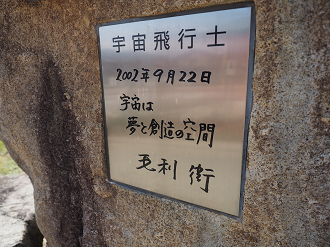 宇宙飛行士
2002年9月22日
宇宙は
夢と創造の空間
毛利衛